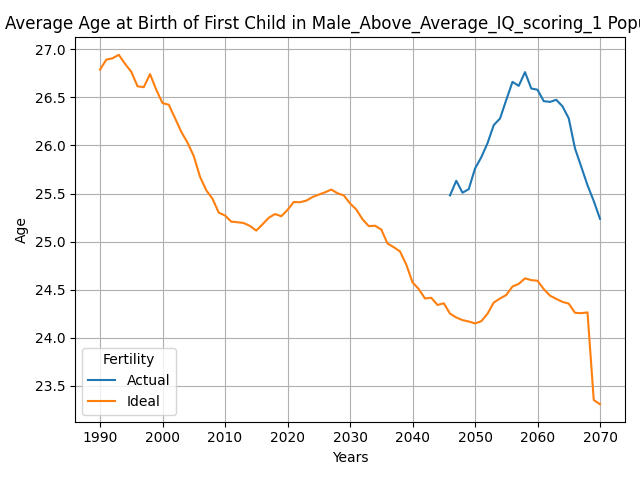 Average Age at Birth of First Child in Male_Above_Average_IQ_scoring_1
27.0
26.5
26.0
25.5
25.0
24.5
24.0
23.5
Age
Fertility
Actual
Ideal
1990 2000 2010 2020 2030 2040 2050 2060 2070
Years